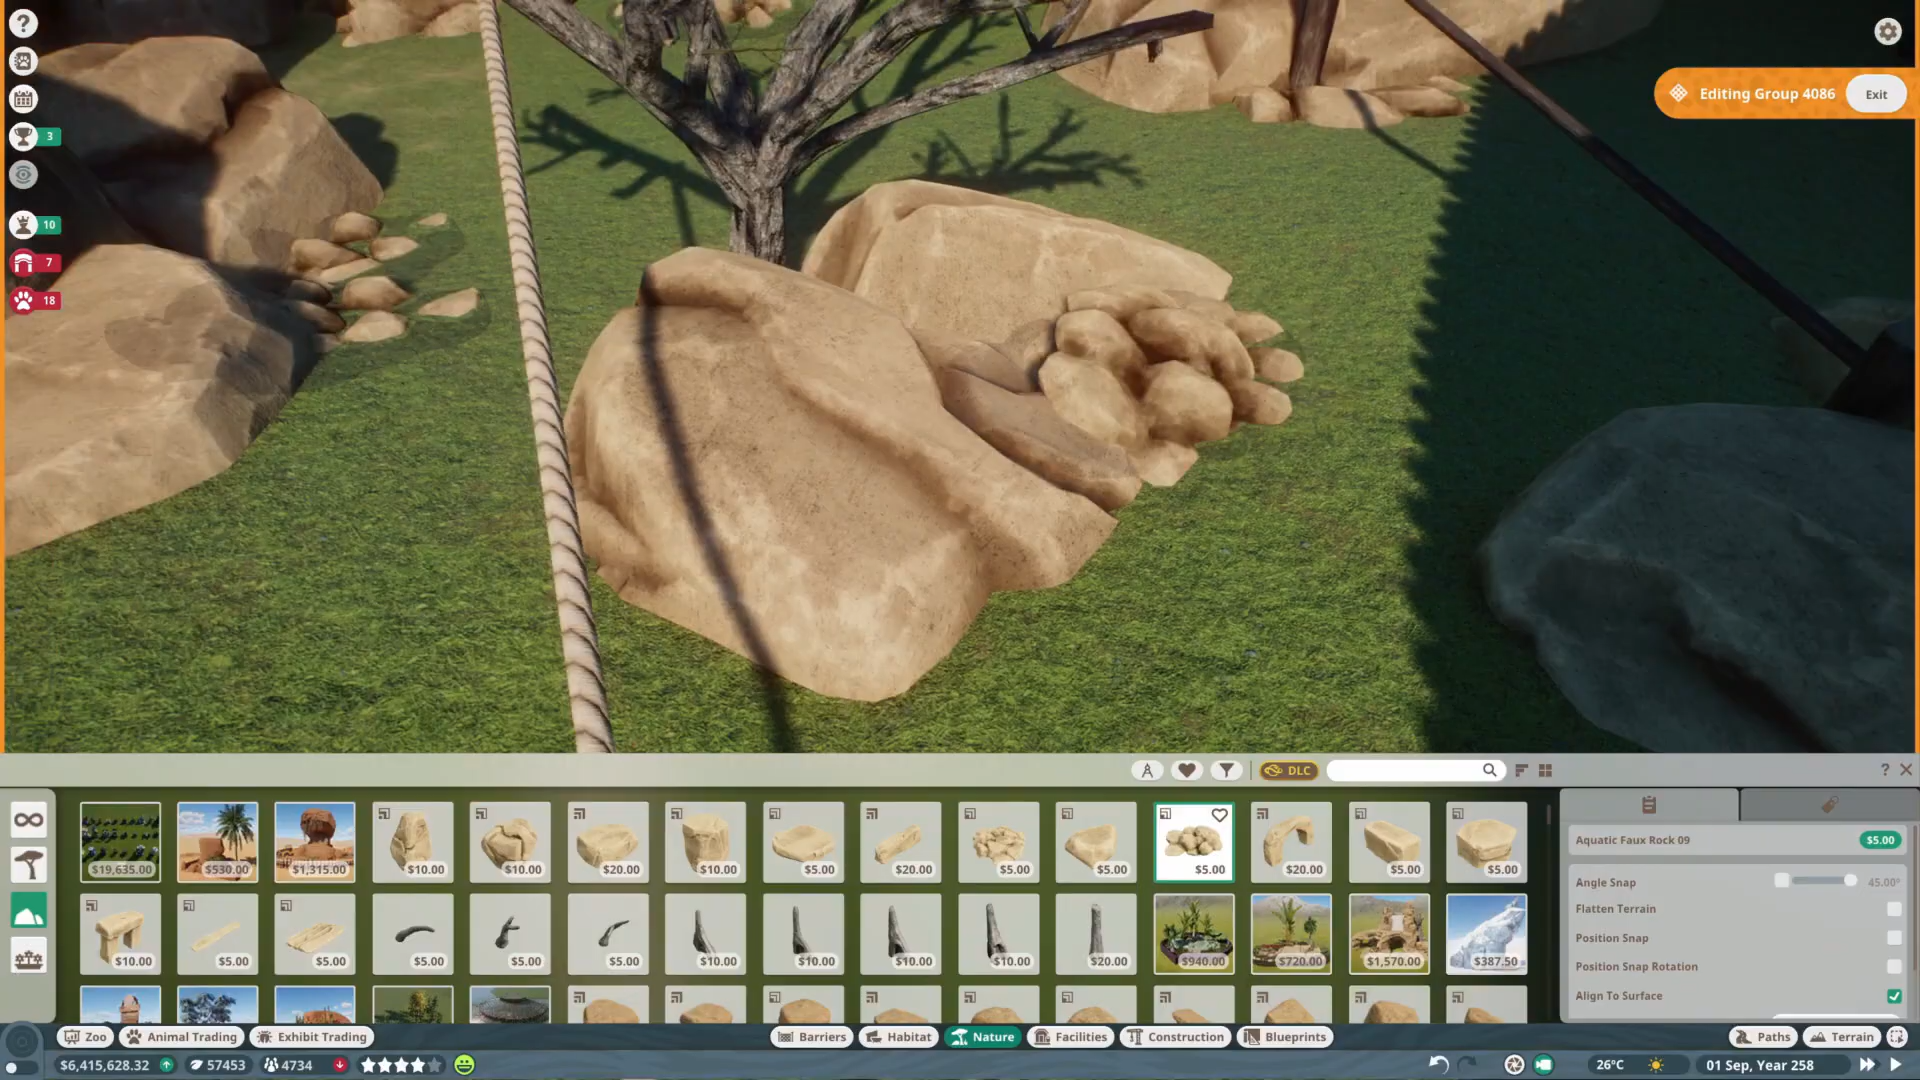 ?
Editing Group 4086
Exit
3
10
7
18
DLC
?
$19,635.00
$530.00
$1,315.00
$10.00
$10.00
$20.00
$10.00
$5.00
$20.00
$5.00
$5.00
$5.00
$20.00
$5.00
$5.00
$10.00
$5.00
$5.00
$5.00
$5.00
$5.00
$10.00
$10.00
$10.00
$10.00
$20.00
$940.00
$720.00
$1,570.00
$387.50
Aquatic Faux Rock 09
$5.00
Angle Snap
45.00°
Flatten Terrain
Position Snap
Position Snap Rotation
Align To Surface
Zoo
Animal Trading
Exhibit Trading
Barriers
Habitat
Nature
Facilities
Construction
Blueprints
Paths
Terrain
$6,415,628.32
57453
4734
26°C
01 Sep, Year 258